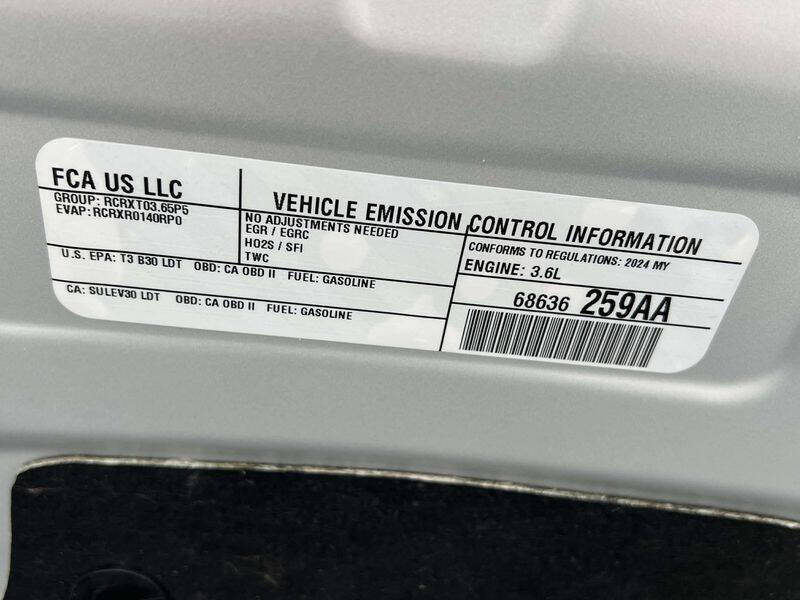 FCA US LLC
GROUP: RCRXT03.65P5
EVAP: RCRXR0140RP0
VEHICLE EMISSION CONTROL INFORMATION
NO ADJUSTMENTS NEEDED
EGR / EGRC
HO2S / SFI
TWC
CONFORMS TO REGULATIONS: 2024 MY
ENGINE: 3.6L
U.S. EPA: T3 B30 LDT OBD: CA OBD II FUEL: GASOLINE
CA: SULEV30 LDT OBD: CA OBD II FUEL: GASOLINE
68636 259AA